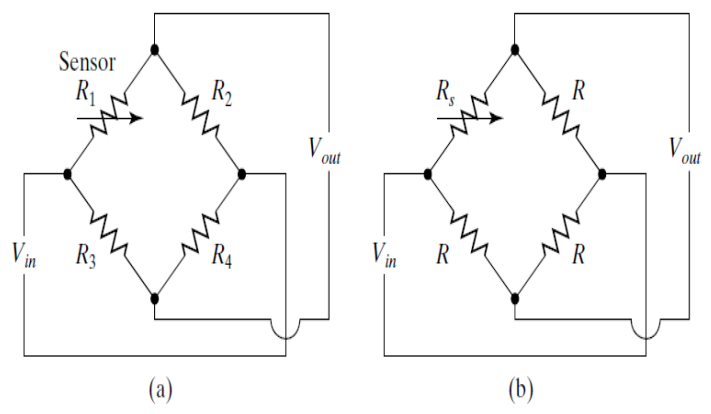 Sensor
R1 R2 Rs R
Vout Vout
Vin R3 R4 Vin R R
(a) (b)